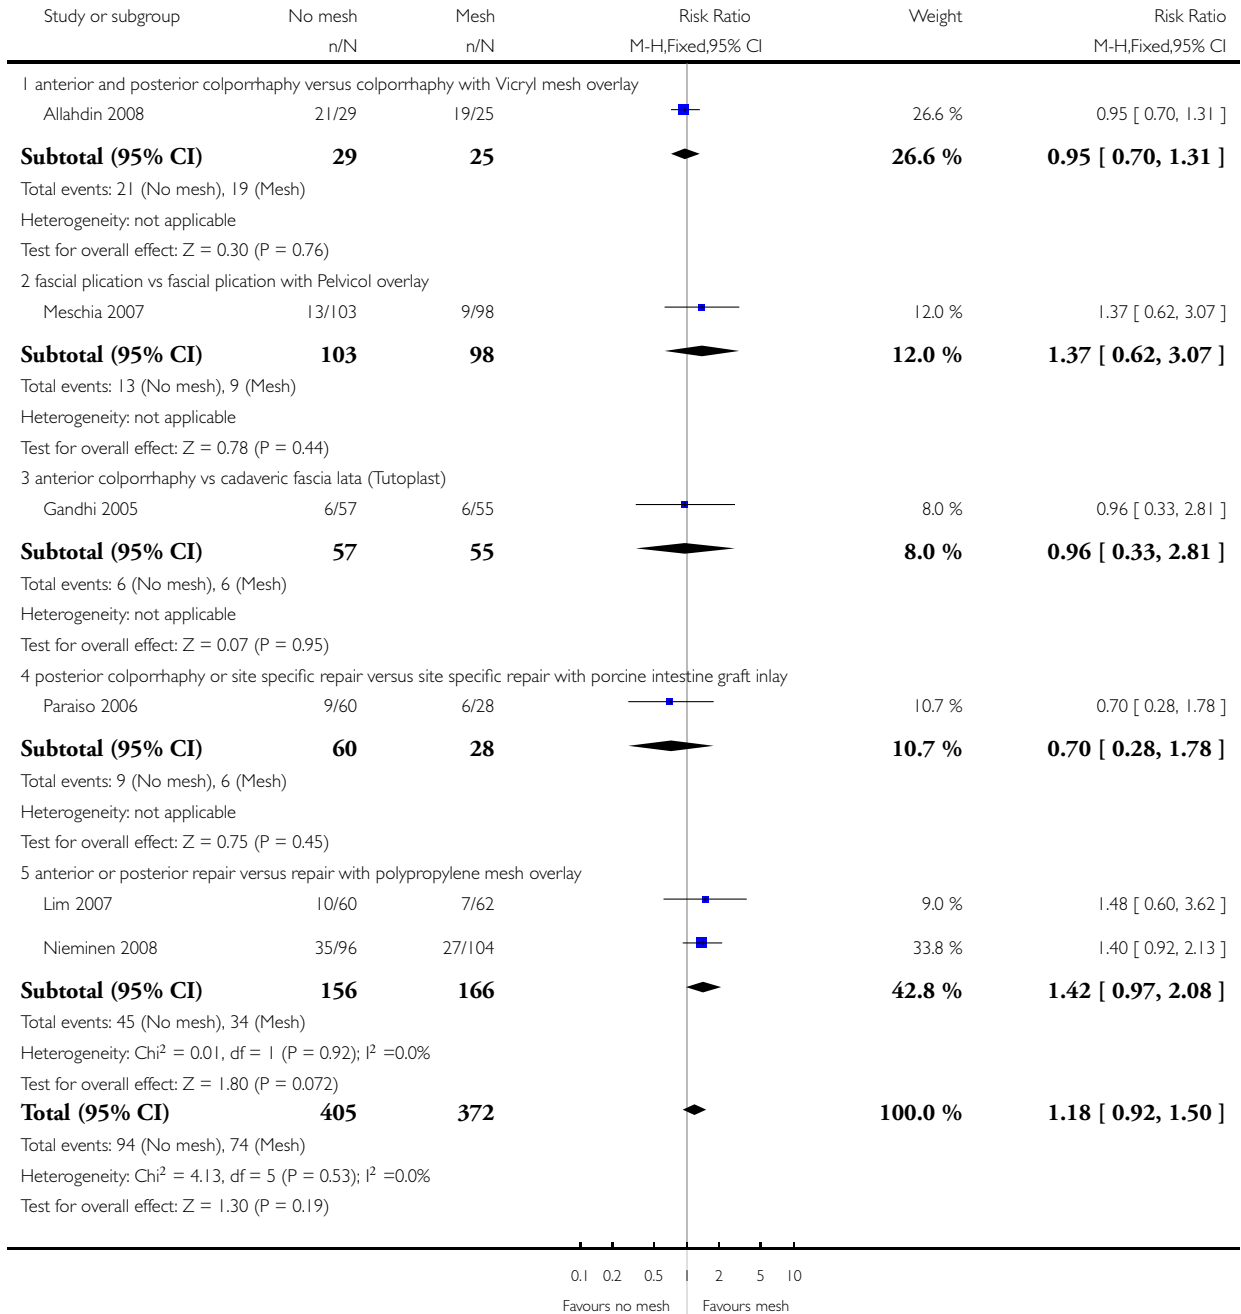 Study or subgroup No mesh Mesh Risk Ratio Weight Risk Ratio
n/N n/N M-H,Fixed,95% CI M-H,Fixed,95% CI
1 anterior and posterior colporrhaphy versus colporrhaphy with Vicryl mesh overlay
Allahdin 2008 21/29 19/25 26.6 % 0.95 [ 0.70, 1.31 ]
Subtotal (95% CI) 29 25 26.6 % 0.95 [ 0.70, 1.31 ]
Total events: 21 (No mesh), 19 (Mesh)
Heterogeneity: not applicable
Test for overall effect: Z = 0.30 (P = 0.76)
2 fascial plication vs fascial plication with Pelvicol overlay
Meschia 2007 13/103 9/98 12.0 % 1.37 [ 0.62, 3.07 ]
Subtotal (95% CI) 103 98 12.0 % 1.37 [ 0.62, 3.07 ]
Total events: 13 (No mesh), 9 (Mesh)
Heterogeneity: not applicable
Test for overall effect: Z = 0.78 (P = 0.44)
3 anterior colporrhaphy vs cadaveric fascia lata (Tutoplast)
Gandhi 2005 6/57 6/55 8.0 % 0.96 [ 0.33, 2.81 ]
Subtotal (95% CI) 57 55 8.0 % 0.96 [ 0.33, 2.81 ]
Total events: 6 (No mesh), 6 (Mesh)
Heterogeneity: not applicable
Test for overall effect: Z = 0.07 (P = 0.95)
4 posterior colporrhaphy or site specific repair versus site specific repair with porcine intestine graft inlay
Paraiso 2006 9/60 6/28 10.7 % 0.70 [ 0.28, 1.78 ]
Subtotal (95% CI) 60 28 10.7 % 0.70 [ 0.28, 1.78 ]
Total events: 9 (No mesh), 6 (Mesh)
Heterogeneity: not applicable
Test for overall effect: Z = 0.75 (P = 0.45)
5 anterior or posterior repair versus repair with polypropylene mesh overlay
Lim 2007 10/60 7/62 9.0 % 1.48 [ 0.60, 3.62 ]
Nieminen 2008 35/96 27/104 33.8 % 1.40 [ 0.92, 2.13 ]
Subtotal (95% CI) 156 166 42.8 % 1.42 [ 0.97, 2.08 ]
Total events: 45 (No mesh), 34 (Mesh)
Heterogeneity: Chi² = 0.01, df = 1 (P = 0.92); I² =0.0%
Test for overall effect: Z = 1.80 (P = 0.072)
Total (95% CI) 405 372 100.0 % 1.18 [ 0.92, 1.50 ]
Total events: 94 (No mesh), 74 (Mesh)
Heterogeneity: Chi² = 4.13, df = 5 (P = 0.53); I² =0.0%
Test for overall effect: Z = 1.30 (P = 0.19)
0.1 0.2 0.5 1 2 5 10
Favours no mesh Favours mesh